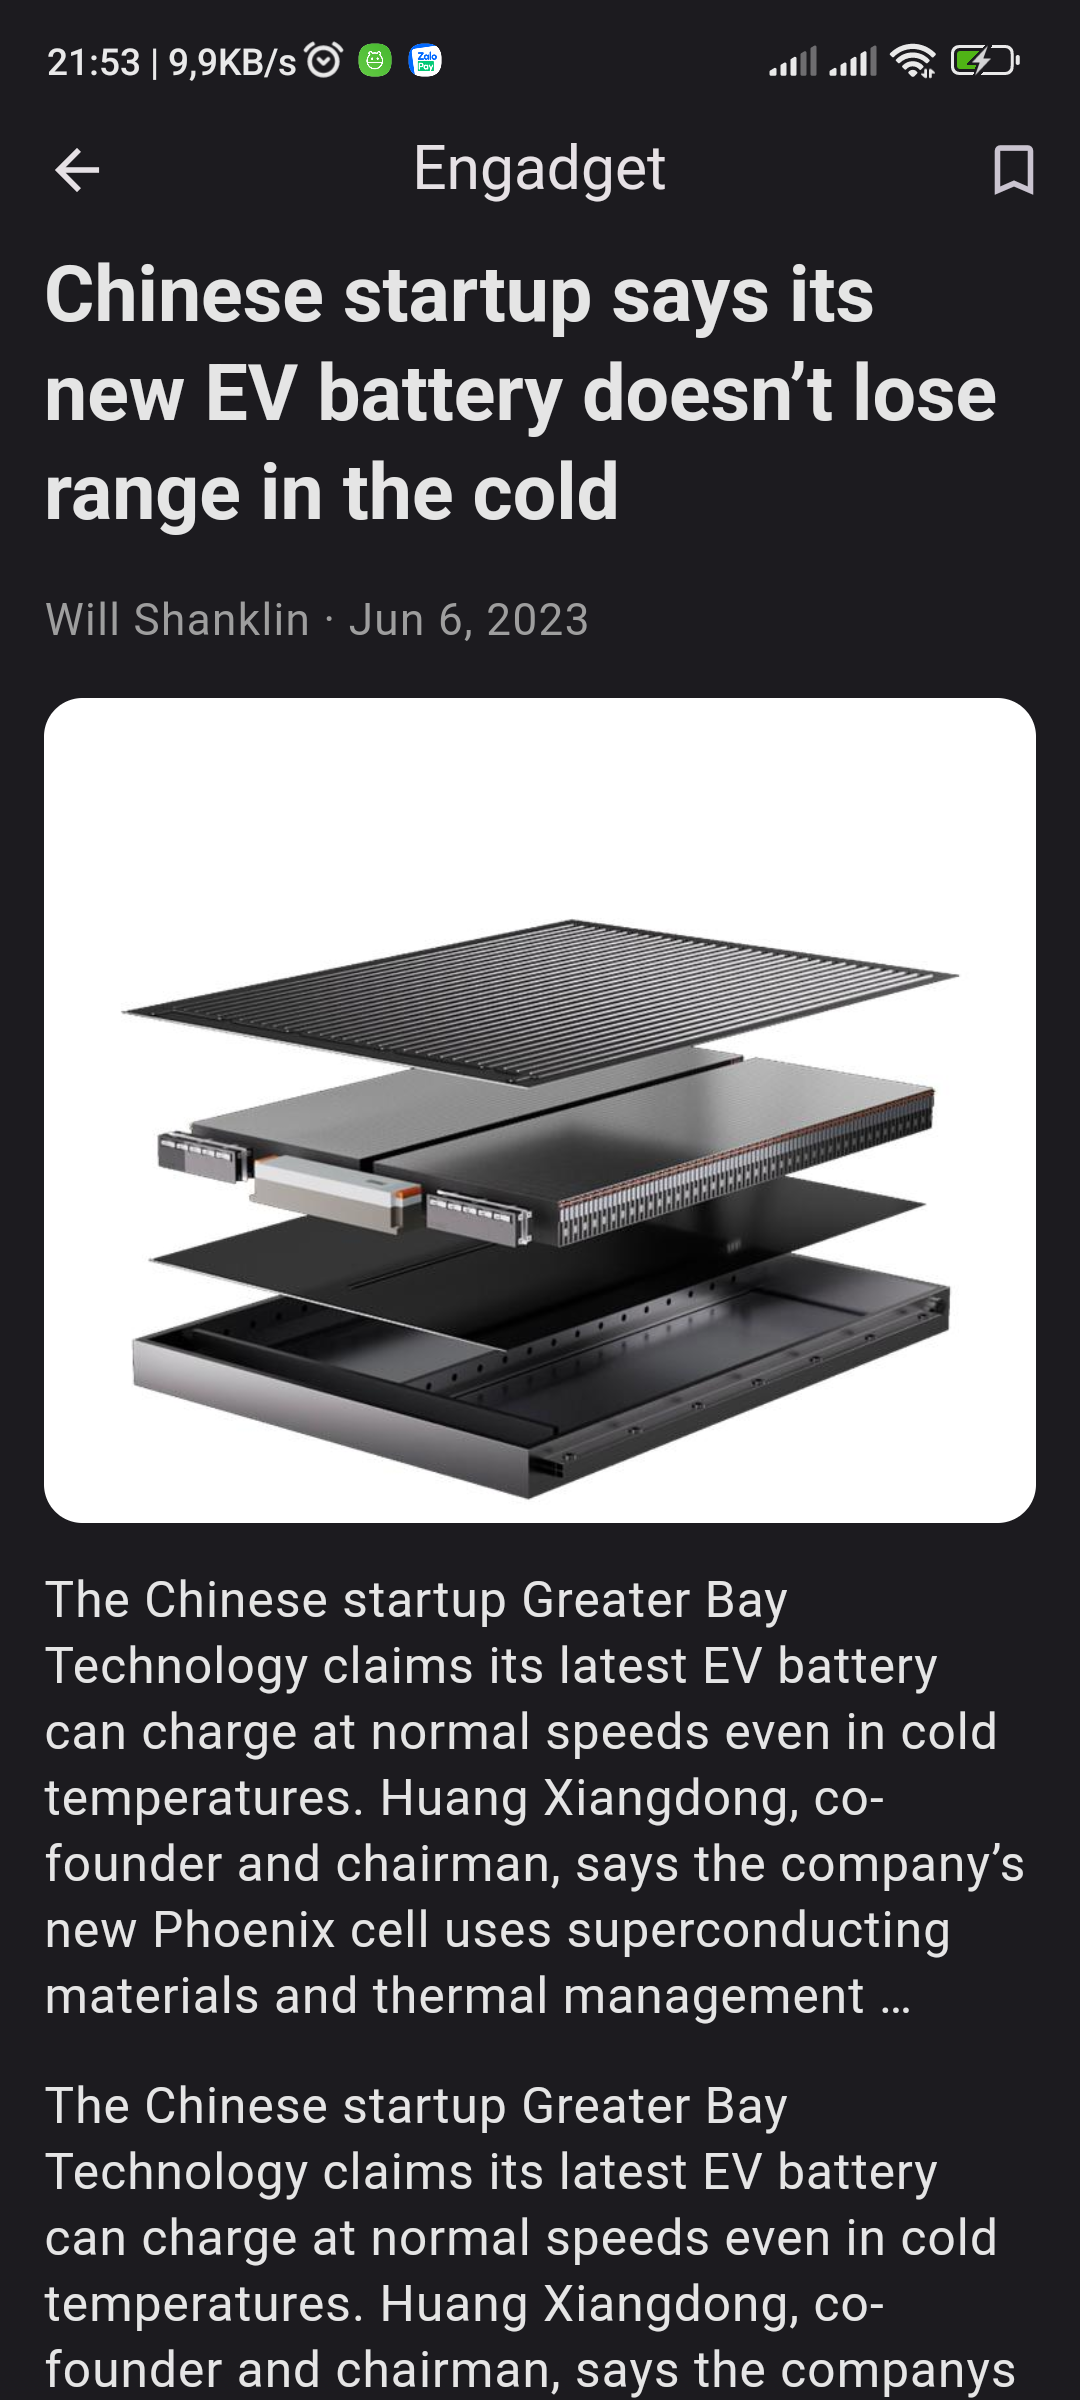 21:53 | 9,9KB/s
Zalo
Pay
Engadget
Chinese startup says its
new EV battery doesn’t lose
range in the cold
Will Shanklin · Jun 6, 2023
The Chinese startup Greater Bay
Technology claims its latest EV battery
can charge at normal speeds even in cold
temperatures. Huang Xiangdong, co-
founder and chairman, says the company’s
new Phoenix cell uses superconducting
materials and thermal management …
The Chinese startup Greater Bay
Technology claims its latest EV battery
can charge at normal speeds even in cold
temperatures. Huang Xiangdong, co-
founder and chairman, says the companys